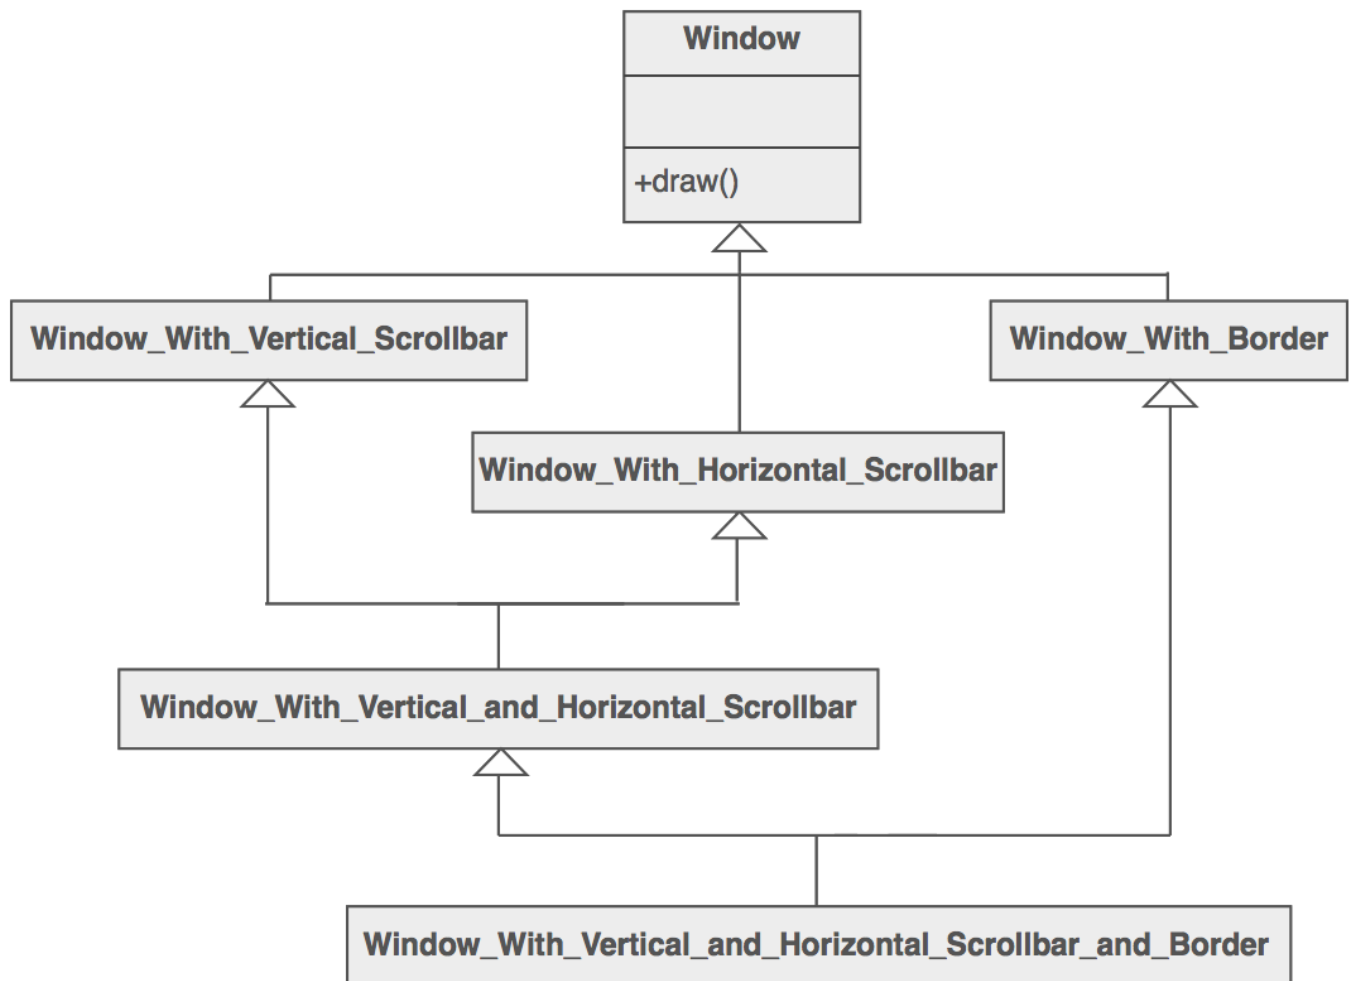 Window
+draw()
Window_With_Vertical_Scrollbar
Window_With_Border
Window_With_Horizontal_Scrollbar
Window_With_Vertical_and_Horizontal_Scrollbar
Window_With_Vertical_and_Horizontal_Scrollbar_and_Border